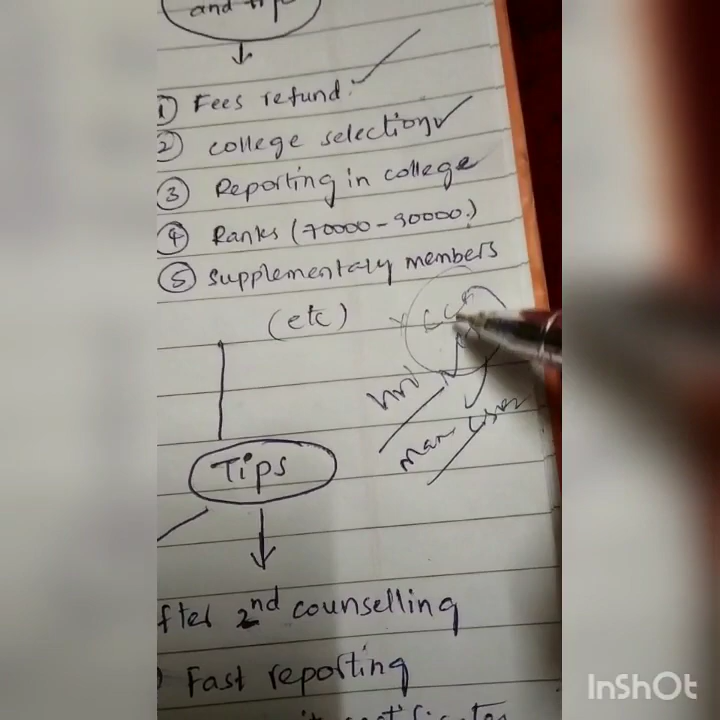 and tips
① Fees refund.
② college selection
③ Reporting in college
④ Ranks (70000-90000.)
⑤ supplementary members
(etc)
Tips
after 2nd counselling
Fast reporting
InShOt